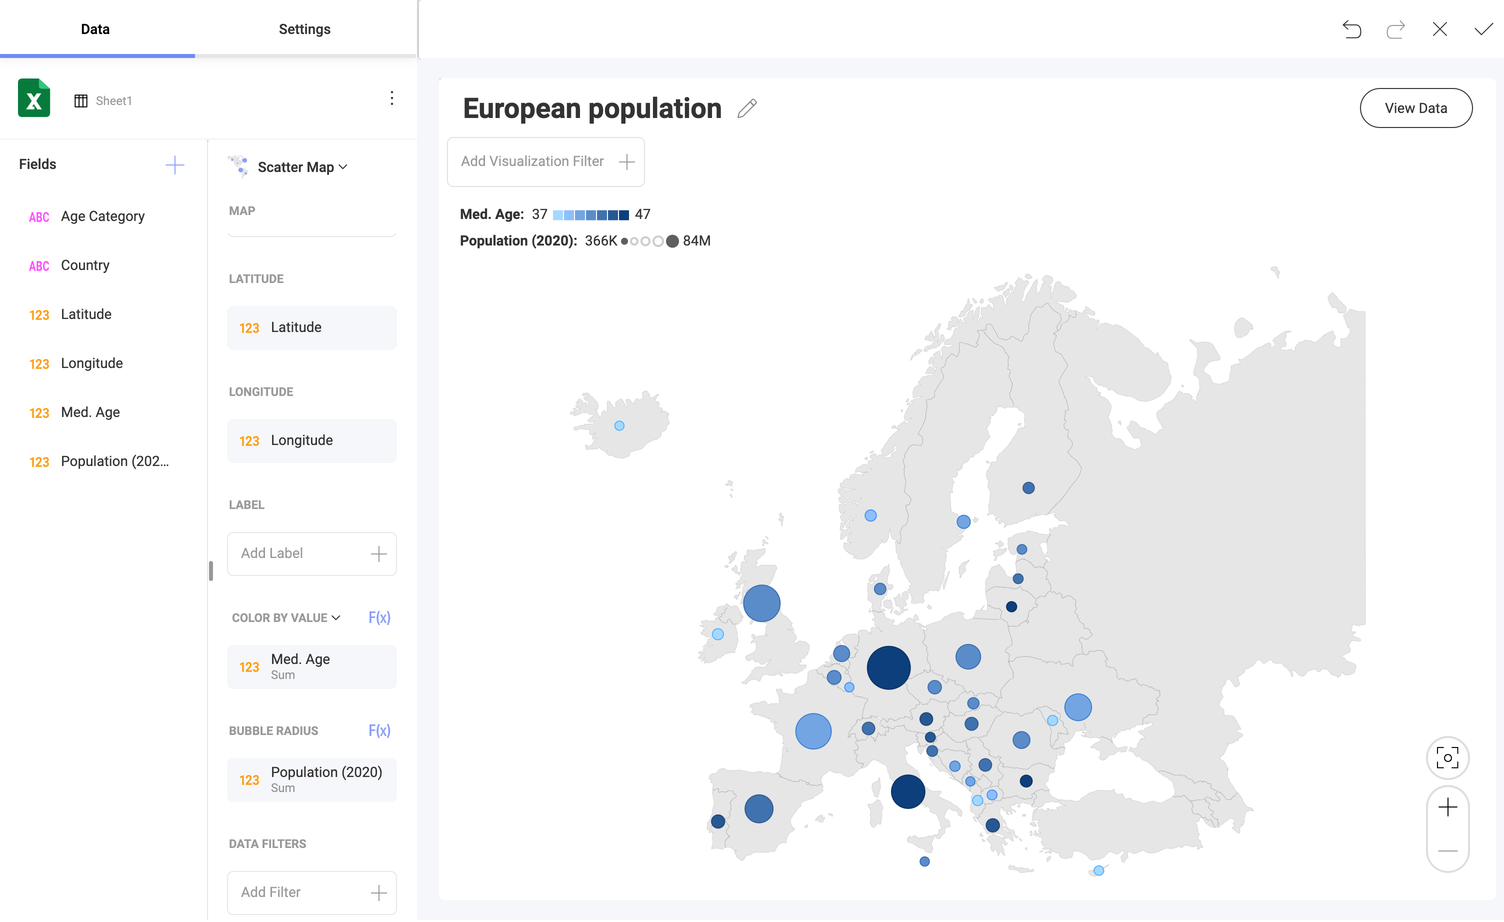 Data
Settings
X
Sheet1
Fields
ABC Age Category
ABC Country
123 Latitude
123 Longitude
123 Med. Age
123 Population (202...
Scatter Map
MAP
LATITUDE
123 Latitude
LONGITUDE
123 Longitude
LABEL
Add Label
COLOR BY VALUE F(x)
123 Med. Age
Sum
BUBBLE RADIUS F(x)
123 Population (2020)
Sum
DATA FILTERS
Add Filter
European population
View Data
Add Visualization Filter
Med. Age: 37 47
Population (2020): 366K 84M